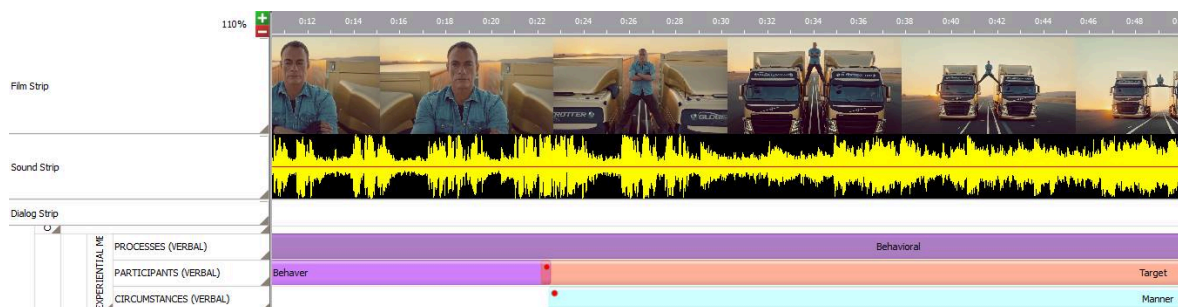 110% + 0:12 0:14 0:16 0:18 0:20 0:22 0:24 0:26 0:28 0:30 0:32 0:34 0:36 0:38 0:40 0:42 0:44 0:46 0:48
−
Film Strip
Sound Strip
Dialog Strip
EXPERIENTIAL ME
PROCESSES (VERBAL) Behavioral
PARTICIPANTS (VERBAL) Behaver Target
CIRCUMSTANCES (VERBAL) Manner